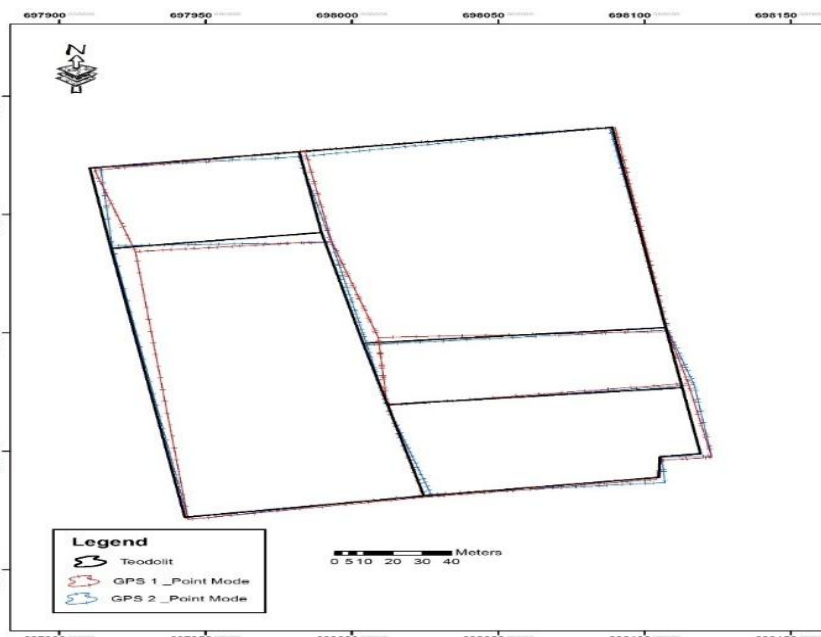 697900 697950 698000 698050 698100 698150
N
Legend
Teodolit
GPS 1 _Point Mode
GPS 2 _Point Mode
Meters
0 5 10 20 30 40